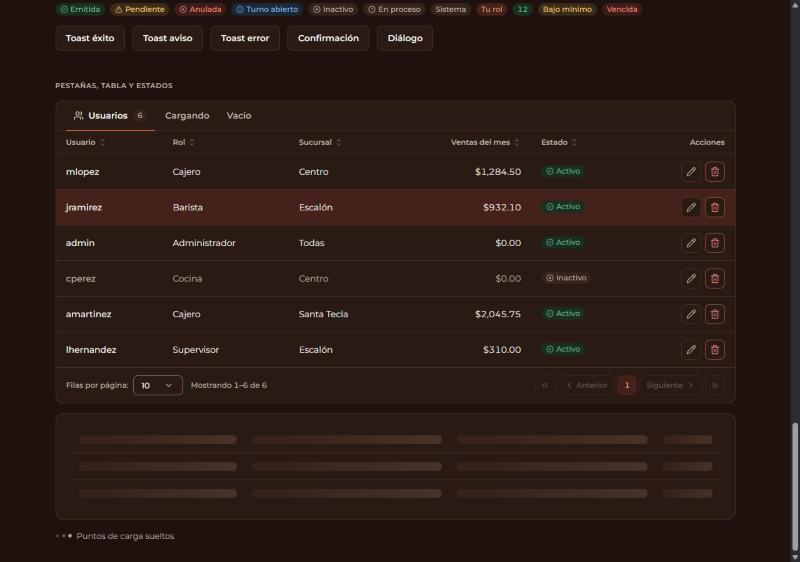 Emitida Pendiente Anulada Turno abierto Inactivo En proceso Sistema Tu rol 12 Bajo mínimo Vencida
Toast éxito Toast aviso Toast error Confirmación Diálogo
PESTAÑAS, TABLA Y ESTADOS
Usuarios 6 Cargando Vacío
Usuario Rol Sucursal Ventas del mes Estado Acciones
mlopez Cajero Centro $1,284.50 Activo
jramirez Barista Escalón $932.10 Activo
admin Administrador Todas $0.00 Activo
cperez Cocina Centro $0.00 Inactivo
amartinez Cajero Santa Tecla $2,045.75 Activo
lhernandez Supervisor Escalón $310.00 Activo
Filas por página: 10 Mostrando 1–6 de 6 « ‹ Anterior 1 Siguiente › »
Puntos de carga sueltos